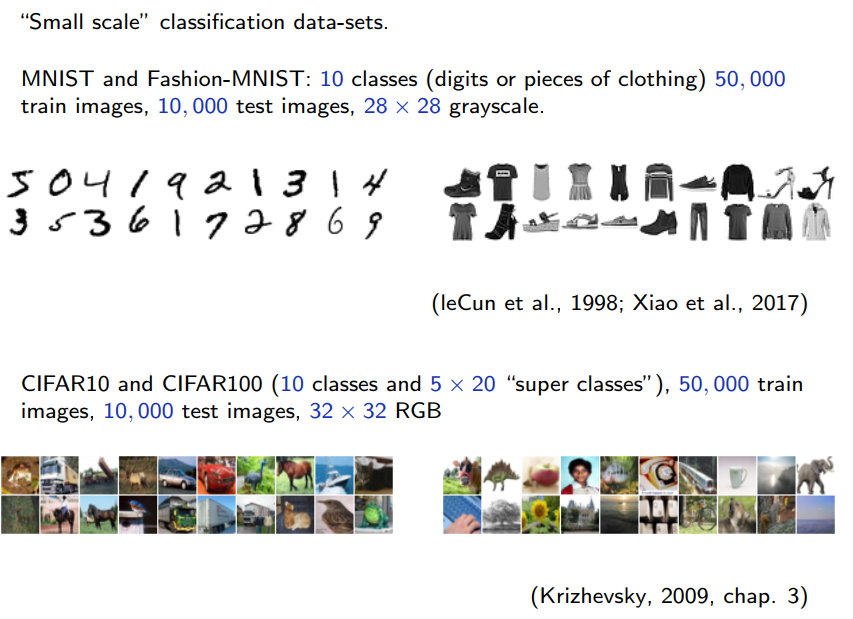 “Small scale” classification data-sets.
MNIST and Fashion-MNIST: 10 classes (digits or pieces of clothing) 50, 000
train images, 10, 000 test images, 28 × 28 grayscale.
5 0 4 1 9 2 1 3 1 4
3 5 3 6 1 7 2 8 6 9
(leCun et al., 1998; Xiao et al., 2017)
CIFAR10 and CIFAR100 (10 classes and 5 × 20 “super classes”), 50, 000 train
images, 10, 000 test images, 32 × 32 RGB
(Krizhevsky, 2009, chap. 3)